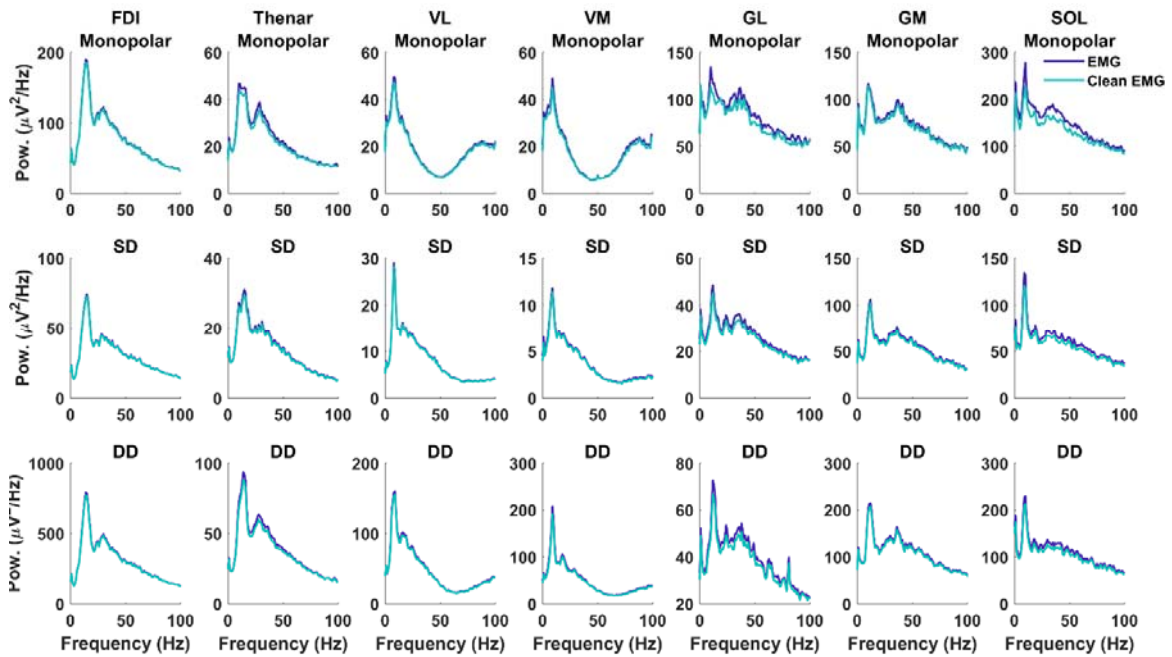 FDI Thenar VL VM GL GM SOL
Monopolar Monopolar Monopolar Monopolar Monopolar Monopolar Monopolar
EMG
Clean EMG
Pow. (μV²/Hz)
200 60 60 60 150 150 300
40 40 40 100 100 200
100
20 20 20 50 50 100
0 0 0 0 0 0 0
0 50 100 0 50 100 0 50 100 0 50 100 0 50 100 0 50 100 0 50 100
SD SD SD SD SD SD SD
Pow. (μV²/Hz)
100 40 30 15 60 150 150
20 10 40 100 100
50 20
10 5 20 50 50
0 0 0 0 0 0 0
0 50 100 0 50 100 0 50 100 0 50 100 0 50 100 0 50 100 0 50 100
DD DD DD DD DD DD DD
Pow. (μV /Hz)
1000 100 200 300 80 300 300
200 60 200 200
500 50 100
100 40 100 100
0 0 0 0 20 0 0
0 50 100 0 50 100 0 50 100 0 50 100 0 50 100 0 50 100 0 50 100
Frequency (Hz) Frequency (Hz) Frequency (Hz) Frequency (Hz) Frequency (Hz) Frequency (Hz) Frequency (Hz)